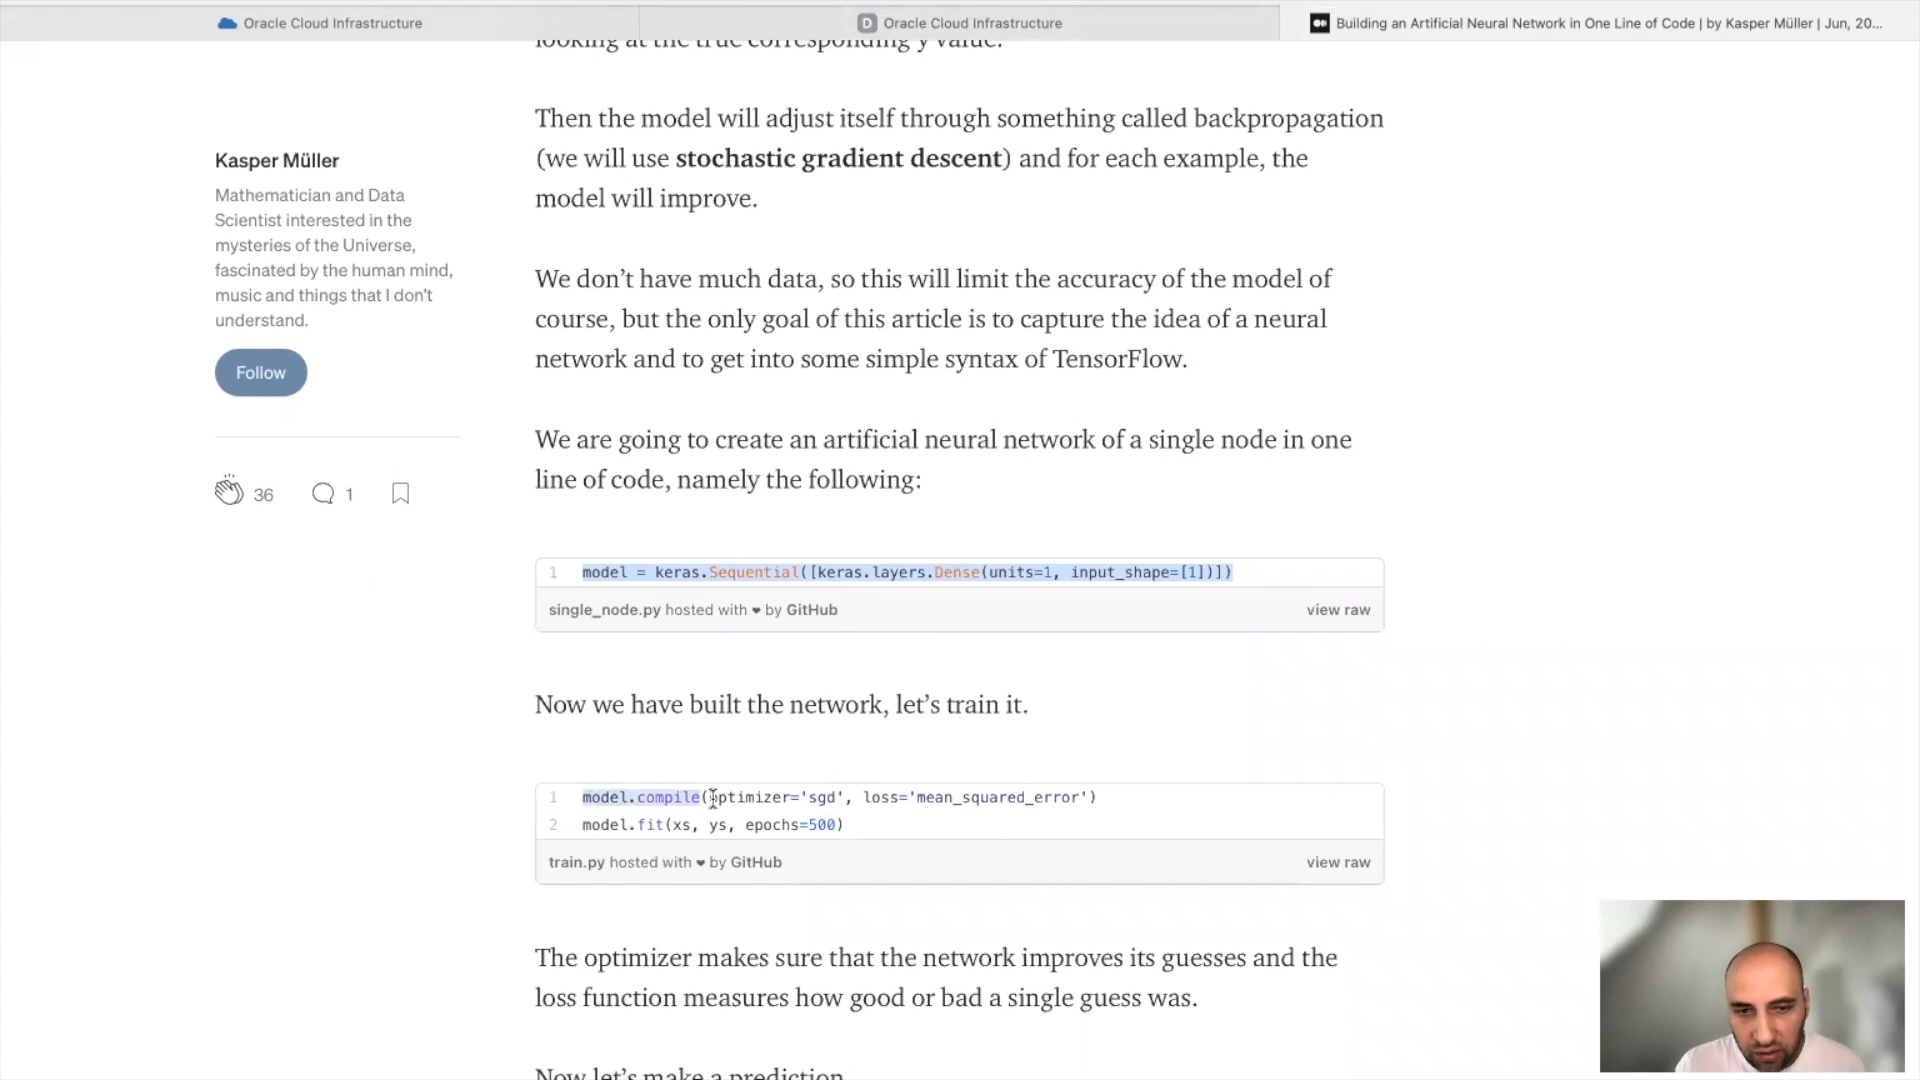 Oracle Cloud Infrastructure
D Oracle Cloud Infrastructure
Building an Artificial Neural Network in One Line of Code | by Kasper Müller | Jun, 20...
looking at the true corresponding y value.
Then the model will adjust itself through something called backpropagation
(we will use stochastic gradient descent) and for each example, the
model will improve.
Kasper Müller
Mathematician and Data
Scientist interested in the
mysteries of the Universe,
fascinated by the human mind,
music and things that I don't
understand.
Follow
36 1
We don’t have much data, so this will limit the accuracy of the model of
course, but the only goal of this article is to capture the idea of a neural
network and to get into some simple syntax of TensorFlow.
We are going to create an artificial neural network of a single node in one
line of code, namely the following:
1 model = keras.Sequential([keras.layers.Dense(units=1, input_shape=[1])])
single_node.py hosted with ❤ by GitHub view raw
Now we have built the network, let’s train it.
1 model.compile(optimizer='sgd', loss='mean_squared_error')
2 model.fit(xs, ys, epochs=500)
train.py hosted with ❤ by GitHub view raw
The optimizer makes sure that the network improves its guesses and the
loss function measures how good or bad a single guess was.
Now let’s make a prediction